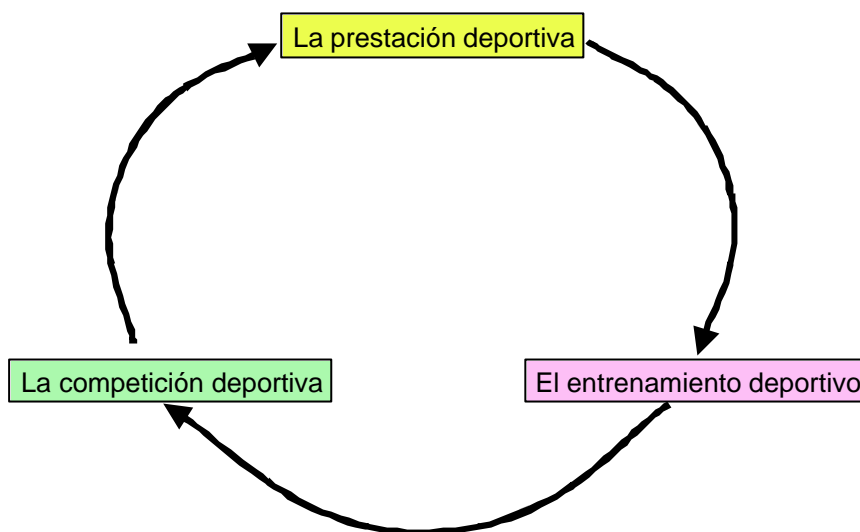 La prestación deportiva
La competición deportiva
El entrenamiento deportivo